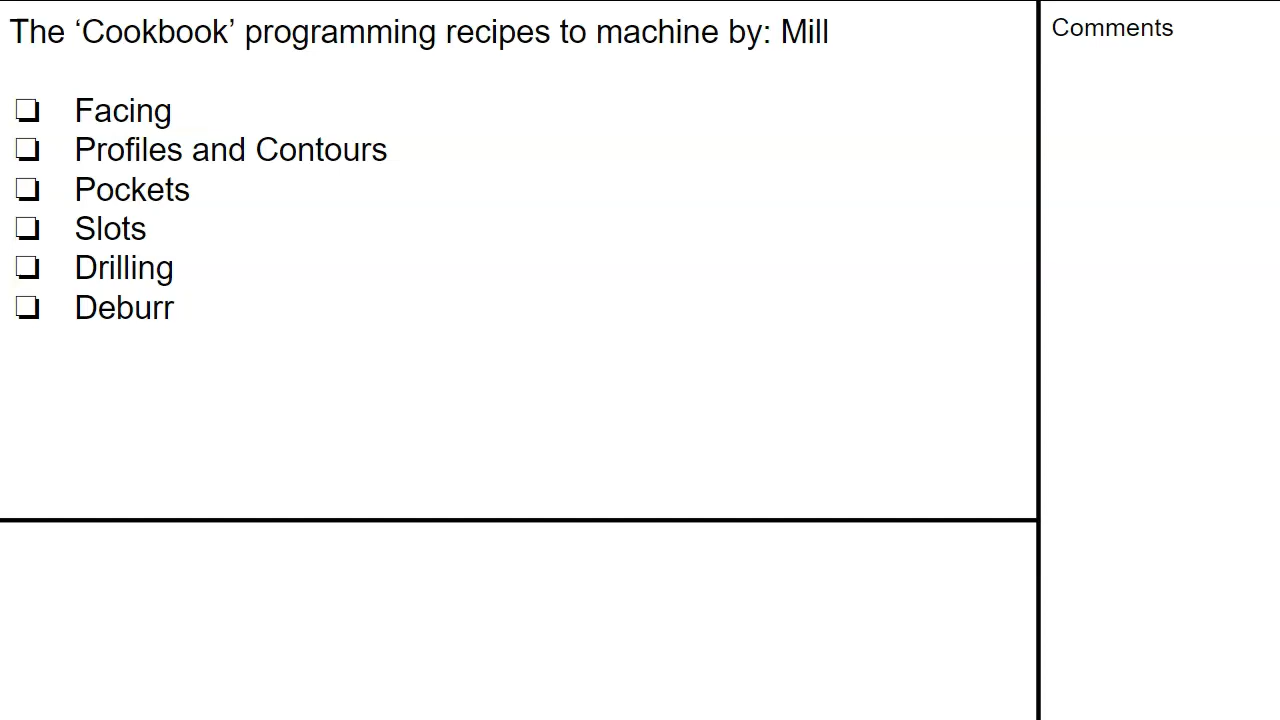 The ‘Cookbook’ programming recipes to machine by: Mill
❏ Facing
❏ Profiles and Contours
❏ Pockets
❏ Slots
❏ Drilling
❏ Deburr
Comments